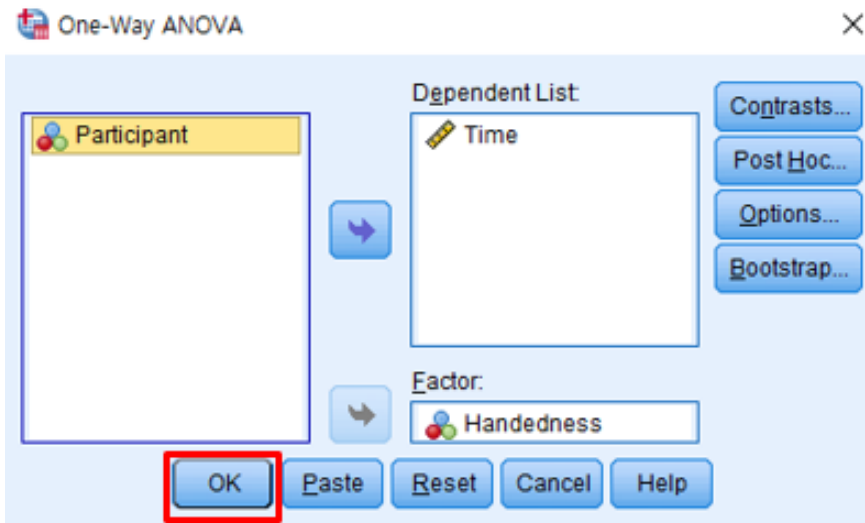 One-Way ANOVA
Participant
Dependent List:
Time
Contrasts...
Post Hoc...
Options...
Bootstrap...
Factor:
Handedness
OK Paste Reset Cancel Help